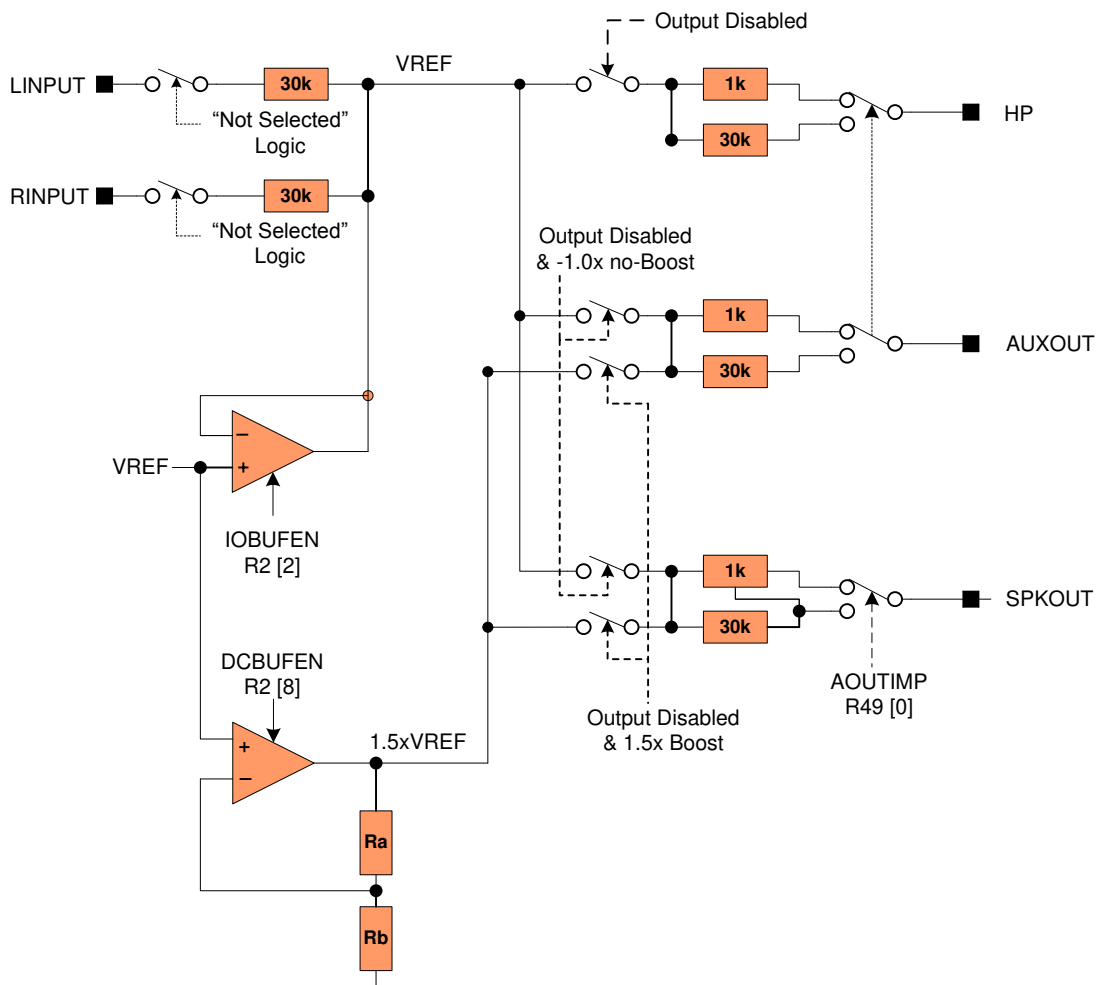 Output Disabled
LINPUT
30k
VREF
1k
HP
“Not Selected”
Logic
30k
RINPUT
30k
“Not Selected”
Logic
Output Disabled
& -1.0x no-Boost
1k
AUXOUT
30k
−
VREF
+
IOBUFEN
R2 [2]
1k
SPKOUT
30k
DCBUFEN
R2 [8]
AOUTIMP
R49 [0]
Output Disabled
& 1.5x Boost
1.5xVREF
+
−
Ra
Rb